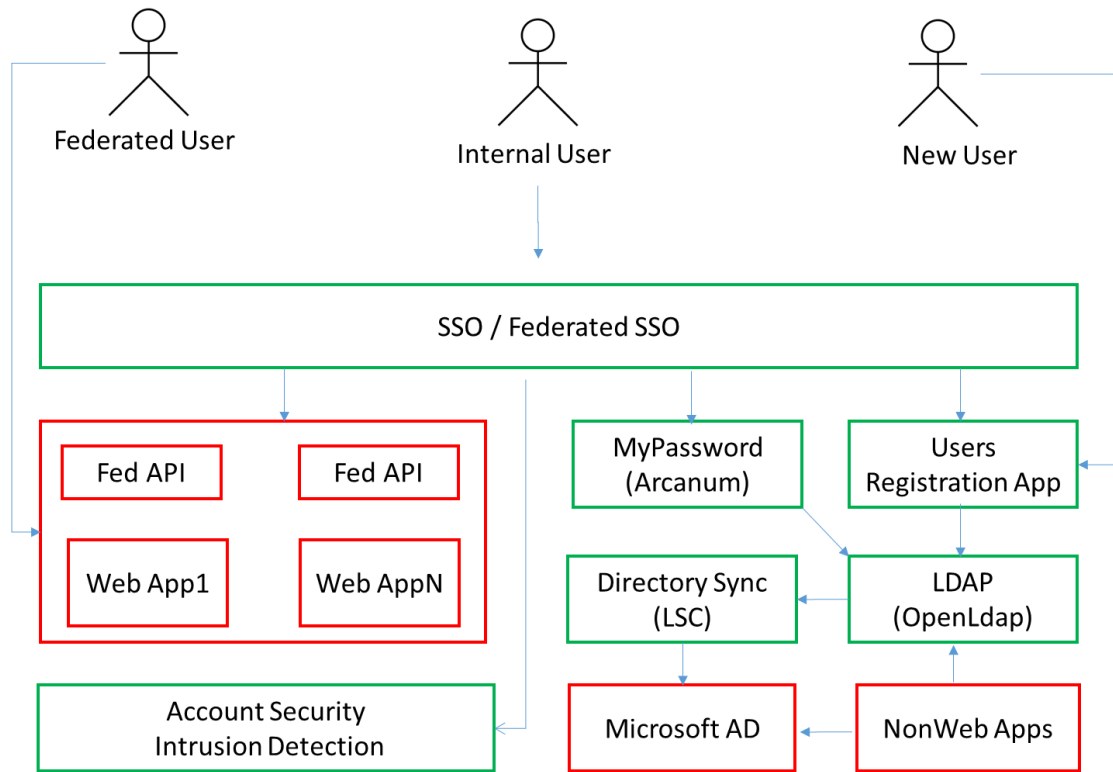 Federated User
Internal User
New User
SSO / Federated SSO
Fed API
Fed API
Web App1
Web AppN
MyPassword
(Arcanum)
Users
Registration App
Directory Sync
(LSC)
LDAP
(OpenLdap)
Account Security
Intrusion Detection
Microsoft AD
NonWeb Apps